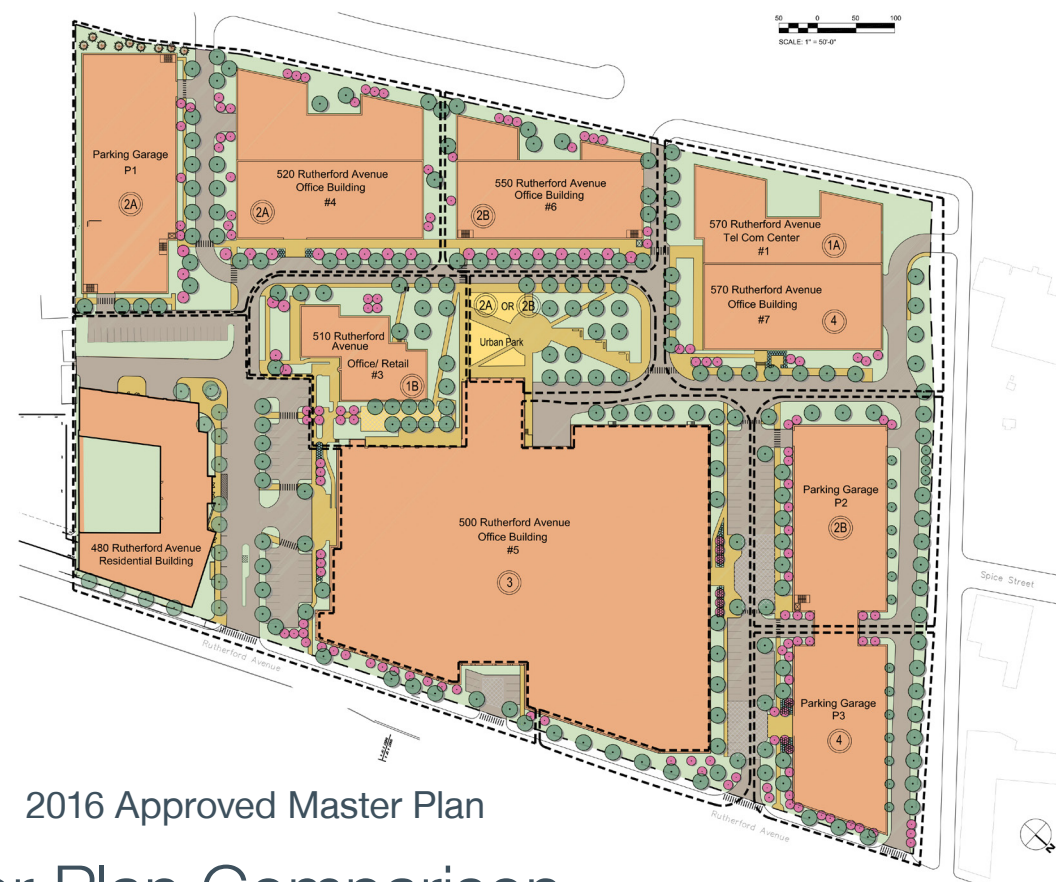 50 0 50 100
SCALE: 1" = 50'-0"
Parking Garage
P1
2A
520 Rutherford Avenue
Office Building
#4
2A
550 Rutherford Avenue
Office Building
#6
2B
570 Rutherford Avenue
Tel Com Center
#1
1A
570 Rutherford Avenue
Office Building
#7
4
510 Rutherford
Avenue
Office/ Retail
#3
1B
2A OR 2B
Urban Park
480 Rutherford Avenue
Residential Building
500 Rutherford Avenue
Office Building
#5
3
Parking Garage
P2
2B
Parking Garage
P3
4
Spice Street
Rutherford Avenue
Rutherford Avenue
2016 Approved Master Plan
Plan Comparison